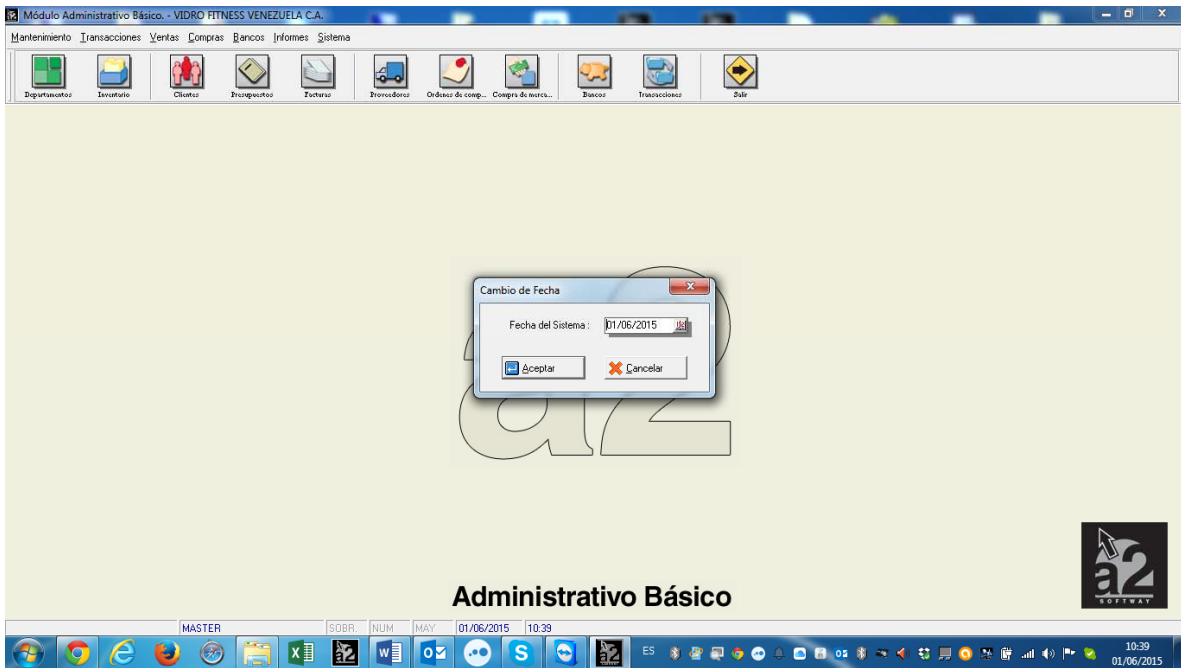 Módulo Administrativo Básico. - VIDRO FITNESS VENEZUELA C.A.
Mantenimiento Transacciones Ventas Compras Bancos Informes Sistema
Departamentos Inventario Clientes Presupuestos Facturas Proveedores Ordenes de comp... Compra de merca... Bancos Transacciones Salir
Cambio de Fecha
Fecha del Sistema : 01/06/2015
Aceptar Cancelar
a2
a2
SOFTWAY
Administrativo Básico
MASTER SOBR. NUM MAY 01/06/2015 10:39
ES 10:39
01/06/2015